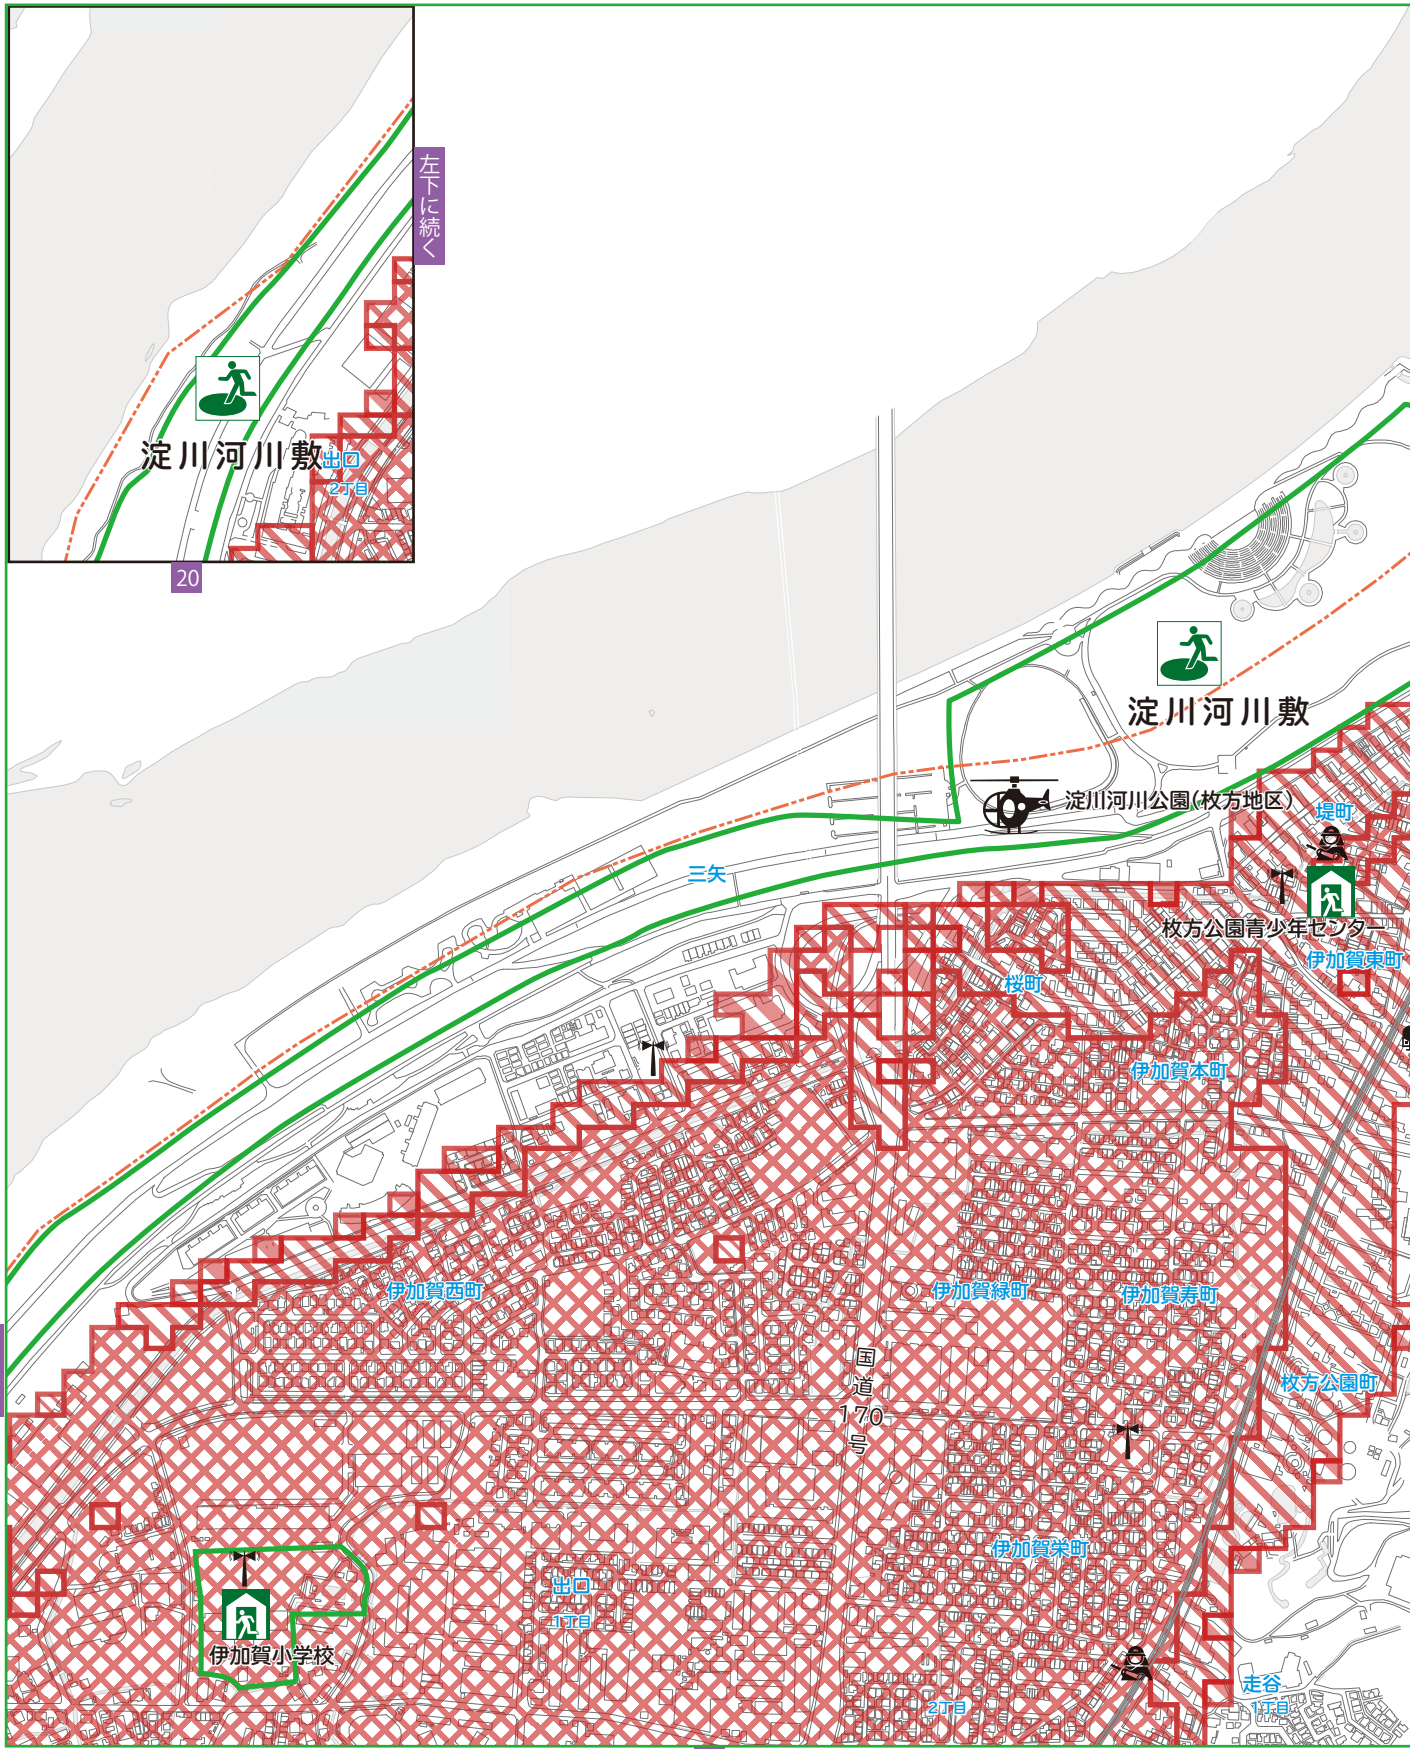 左下に続く
淀川河川敷
出口
2丁目
20
淀川河川敷
淀川河川公園(枚方地区)
堤町
三矢
枚方公園青少年センター
伊加賀東町
桜町
伊加賀本町
伊加賀西町
伊加賀緑町
伊加賀寿町
国道170号
枚方公園町
伊加賀栄町
出口
1丁目
伊加賀小学校
走谷
1丁目
2丁目